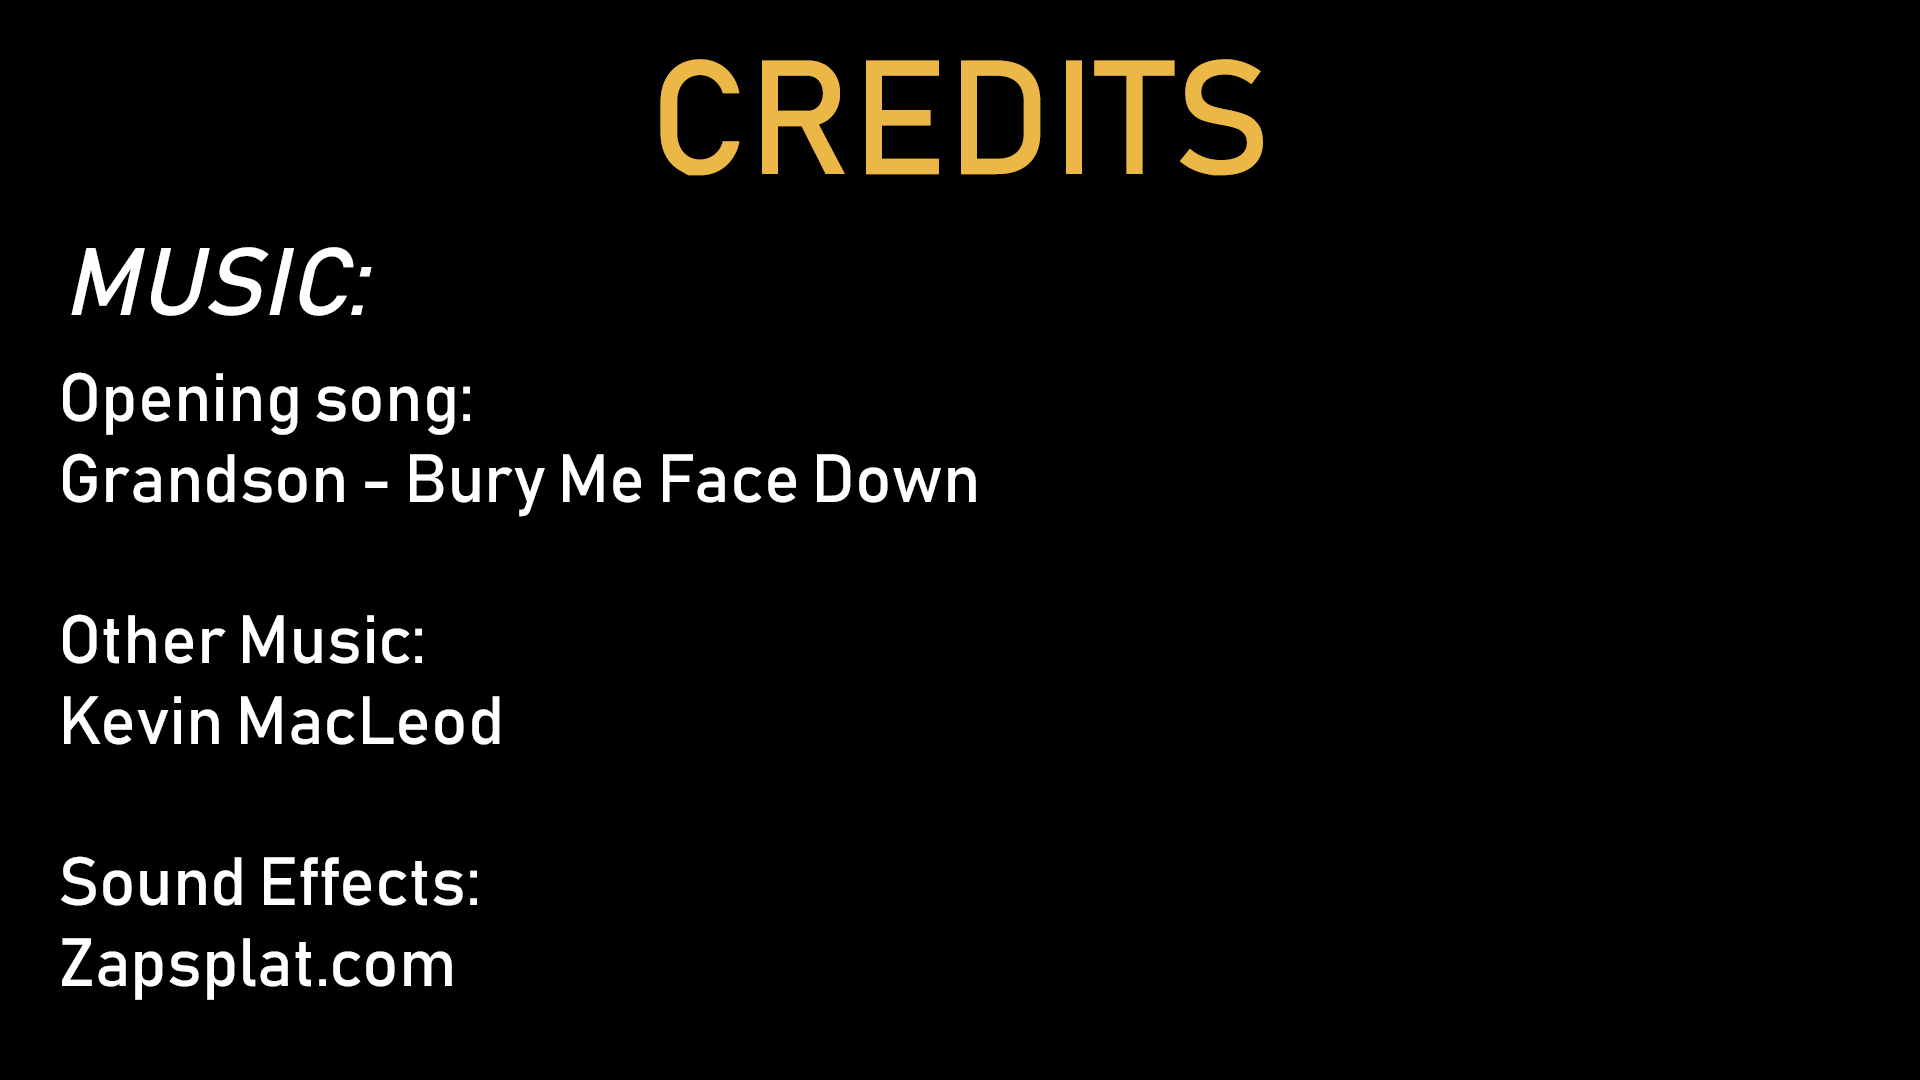 CREDITS
MUSIC:
Opening song:
Grandson - Bury Me Face Down
Other Music:
Kevin MacLeod
Sound Effects:
Zapsplat.com